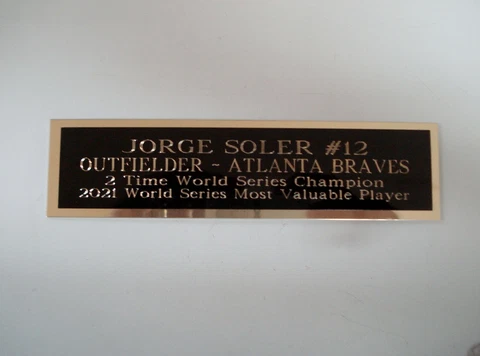 JORGE SOLER #12
OUTFIELDER - ATLANTA BRAVES
2 Time World Series Champion
2021 World Series Most Valuable Player